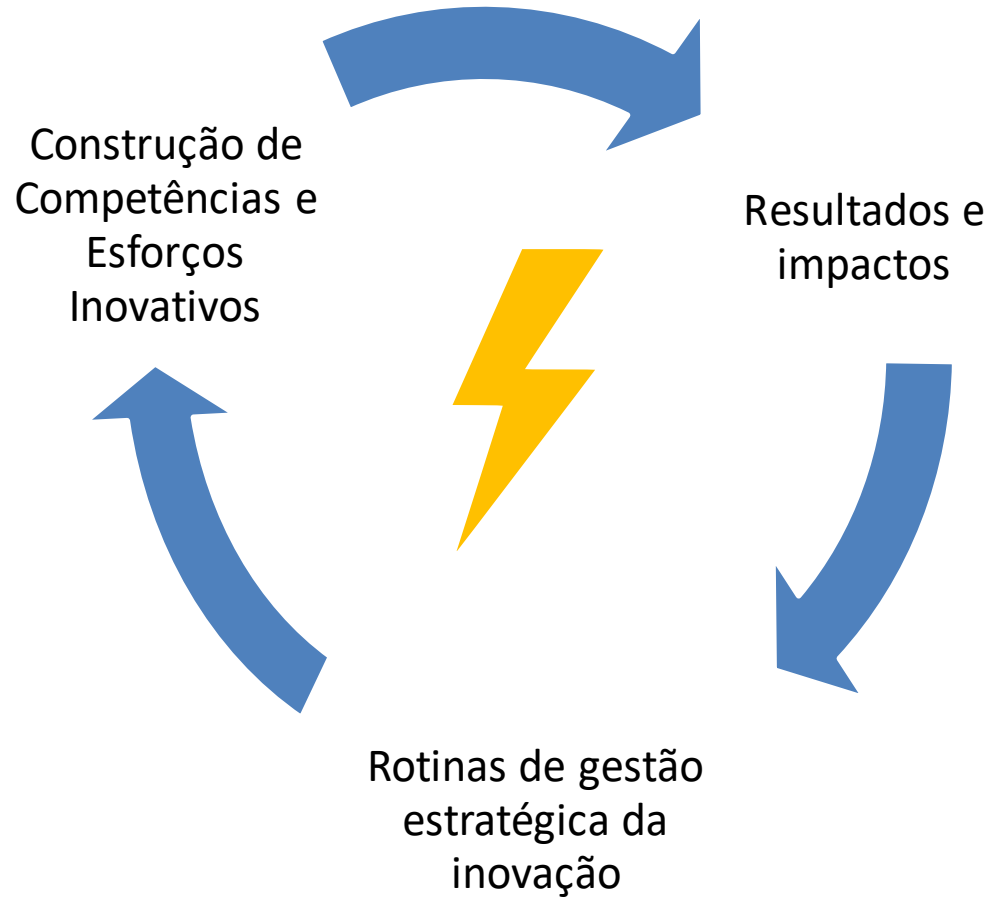 Construção de
Competências e
Esforços
Inovativos
Resultados e
impactos
Rotinas de gestão
estratégica da
inovação